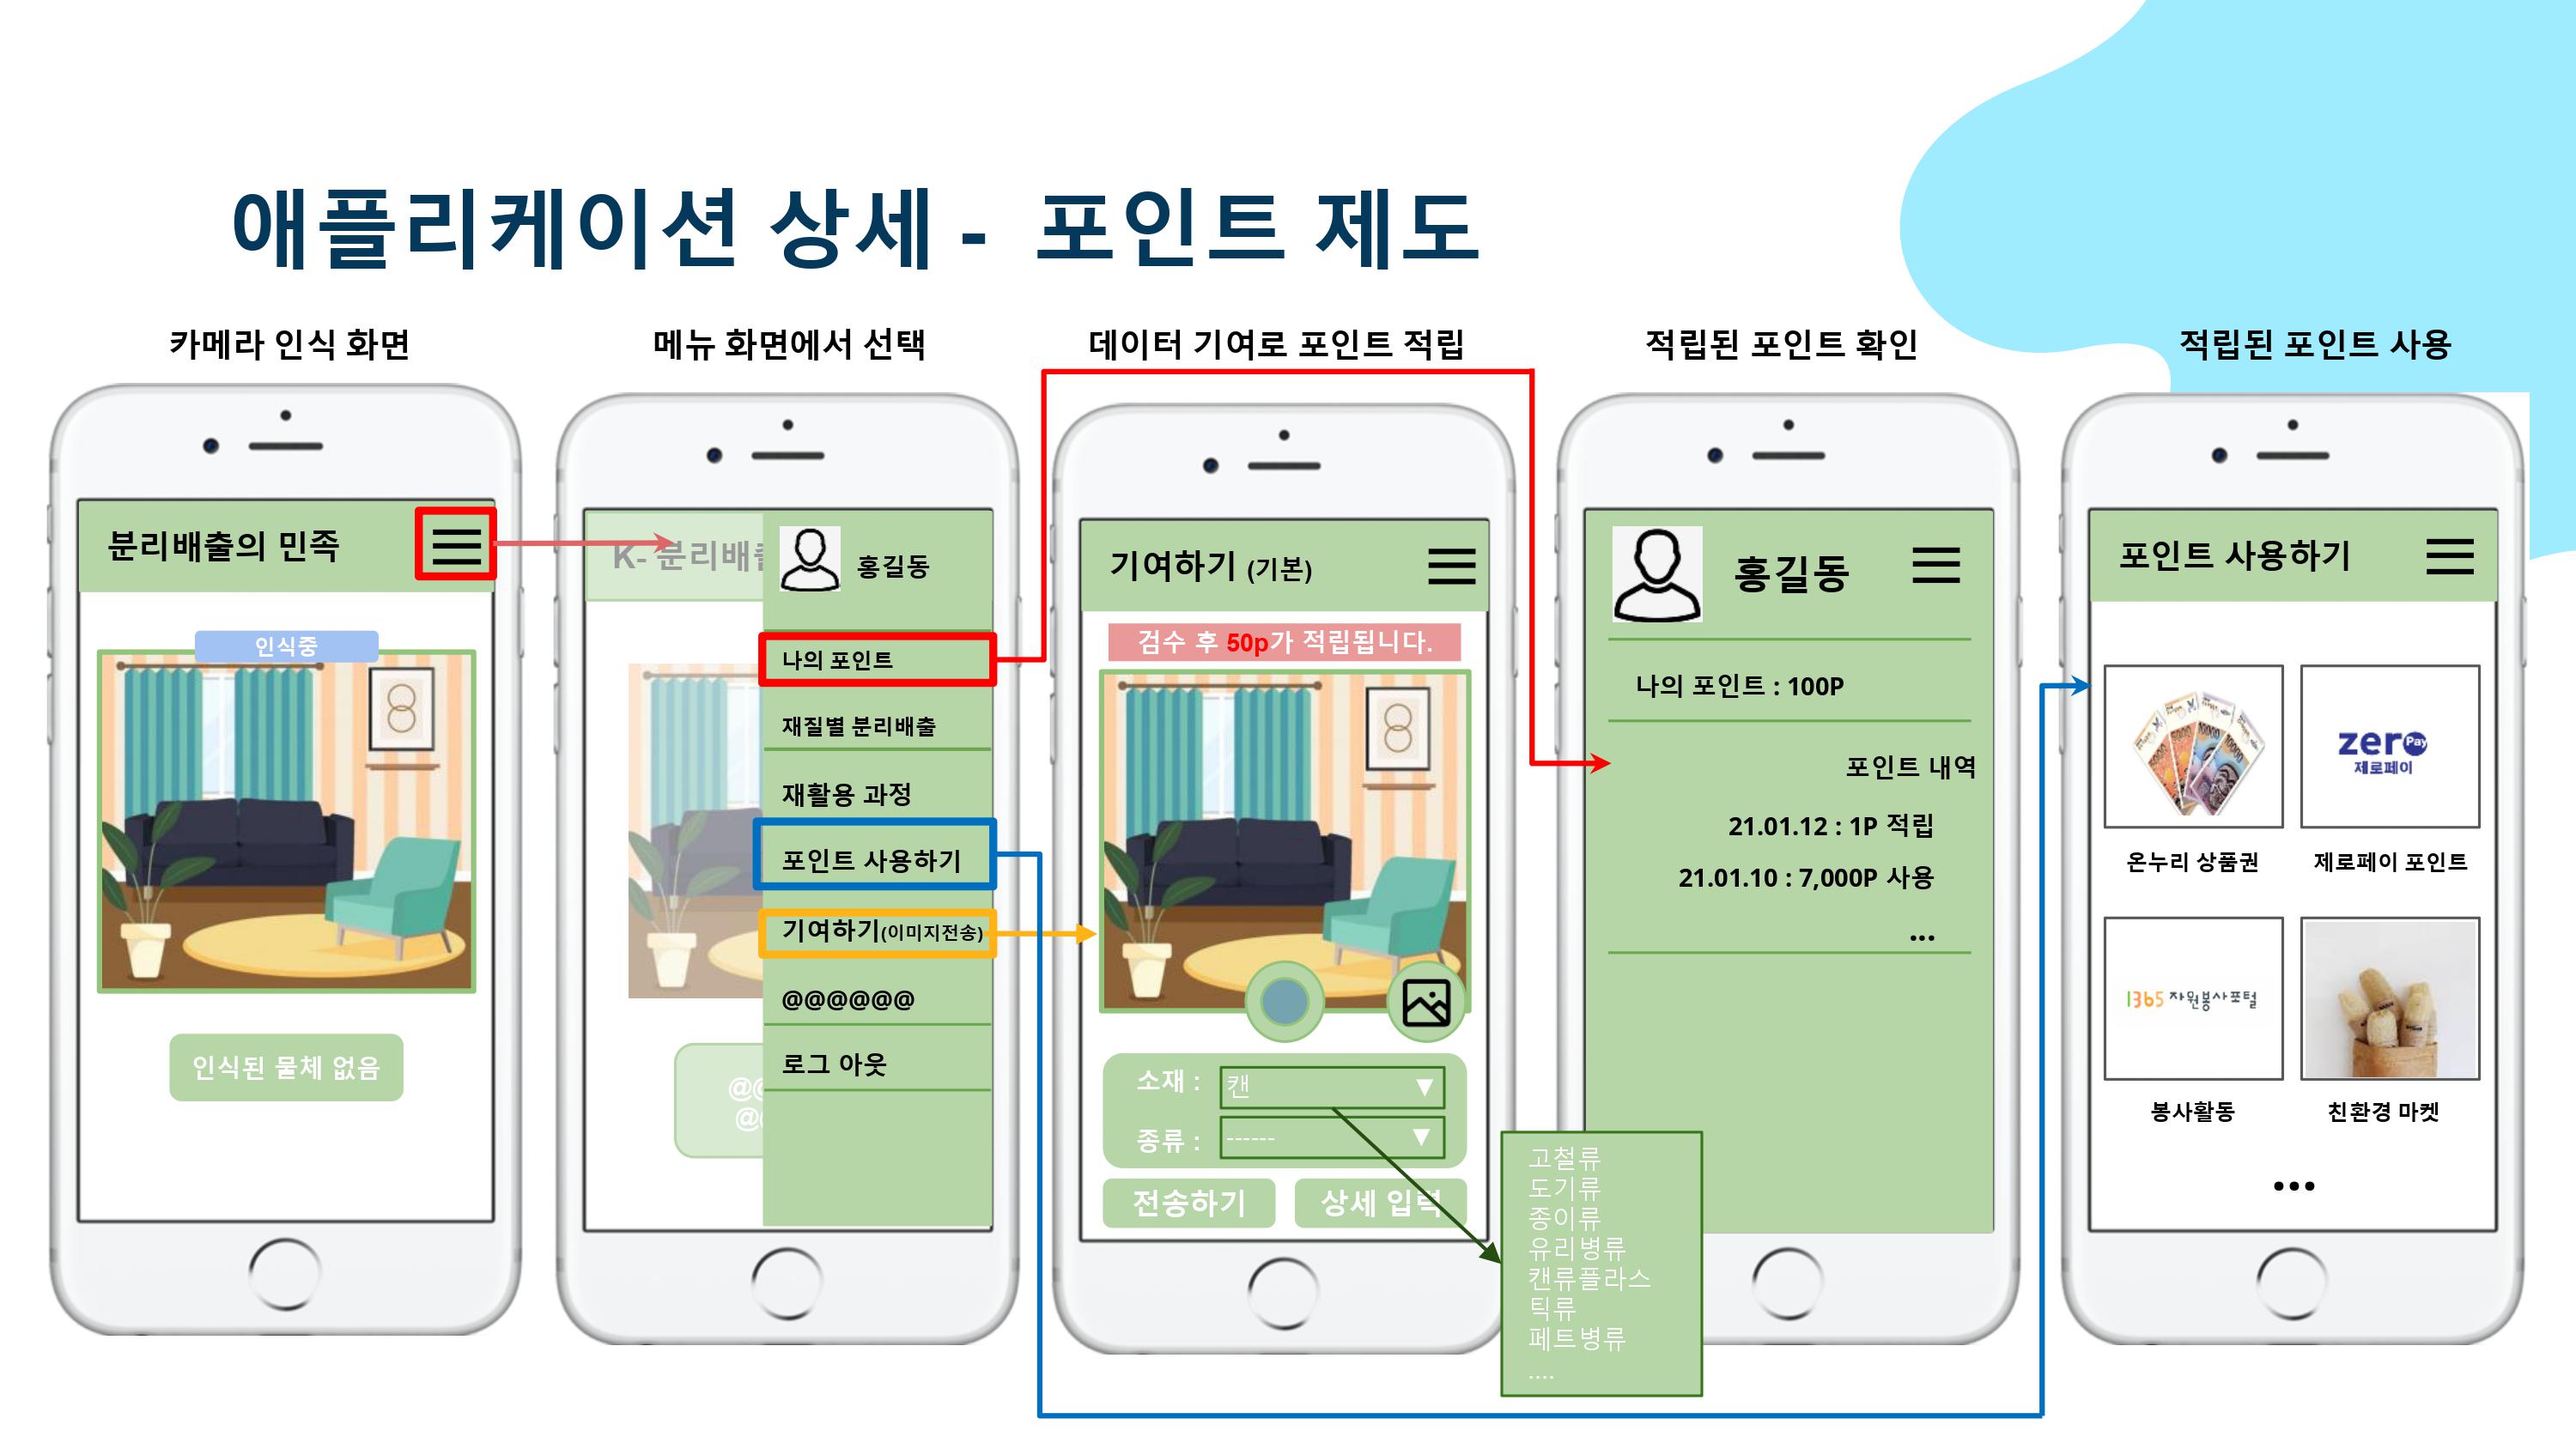 애플리케이션 상세 - 포인트 제도
카메라 인식 화면
메뉴 화면에서 선택
데이터 기여로 포인트 적립
적립된 포인트 확인
적립된 포인트 사용
분리배출의 민족
인식중
인식된 물체 없음
K- 분리배출
홍길동
나의 포인트
재질별 분리배출
재활용 과정
포인트 사용하기
기여하기(이미지전송)
@@@@@@
로그 아웃
@@
@@
기여하기 (기본)
검수 후 50p가 적립됩니다.
소재 : 캔 ▼
종류 : ------ ▼
전송하기
상세 입력
고철류
도기류
종이류
유리병류
캔류플라스
틱류
페트병류
....
홍길동
나의 포인트 : 100P
포인트 내역
21.01.12 : 1P 적립
21.01.10 : 7,000P 사용
...
포인트 사용하기
zero Pay
제로페이
온누리 상품권
제로페이 포인트
1365 자원봉사포털
봉사활동
친환경 마켓
...